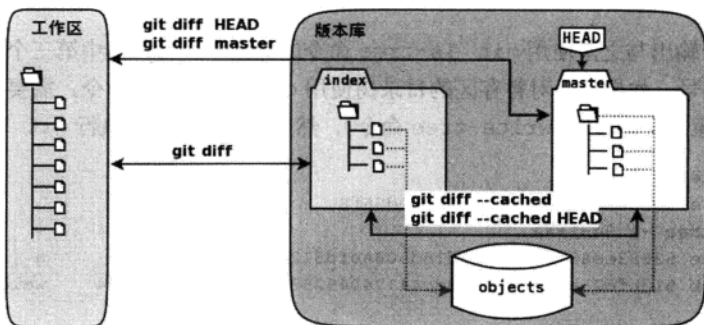 工作区
git diff HEAD
git diff master
版本库
HEAD
index
master
git diff
git diff --cached
git diff --cached HEAD
objects